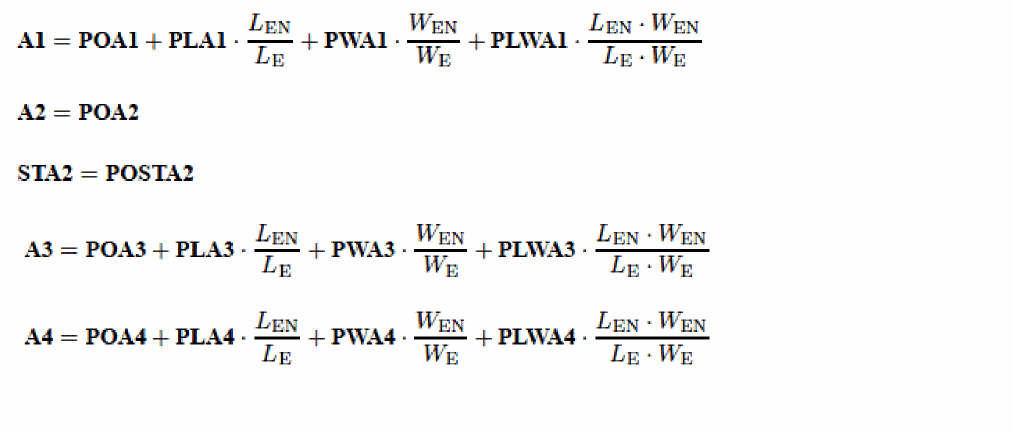 A1 = POA1 + PLA1 · L_EN / L_E + PWA1 · W_EN / W_E + PLWA1 · L_EN · W_EN / L_E · W_E
A2 = POA2
STA2 = POSTA2
A3 = POA3 + PLA3 · L_EN / L_E + PWA3 · W_EN / W_E + PLWA3 · L_EN · W_EN / L_E · W_E
A4 = POA4 + PLA4 · L_EN / L_E + PWA4 · W_EN / W_E + PLWA4 · L_EN · W_EN / L_E · W_E